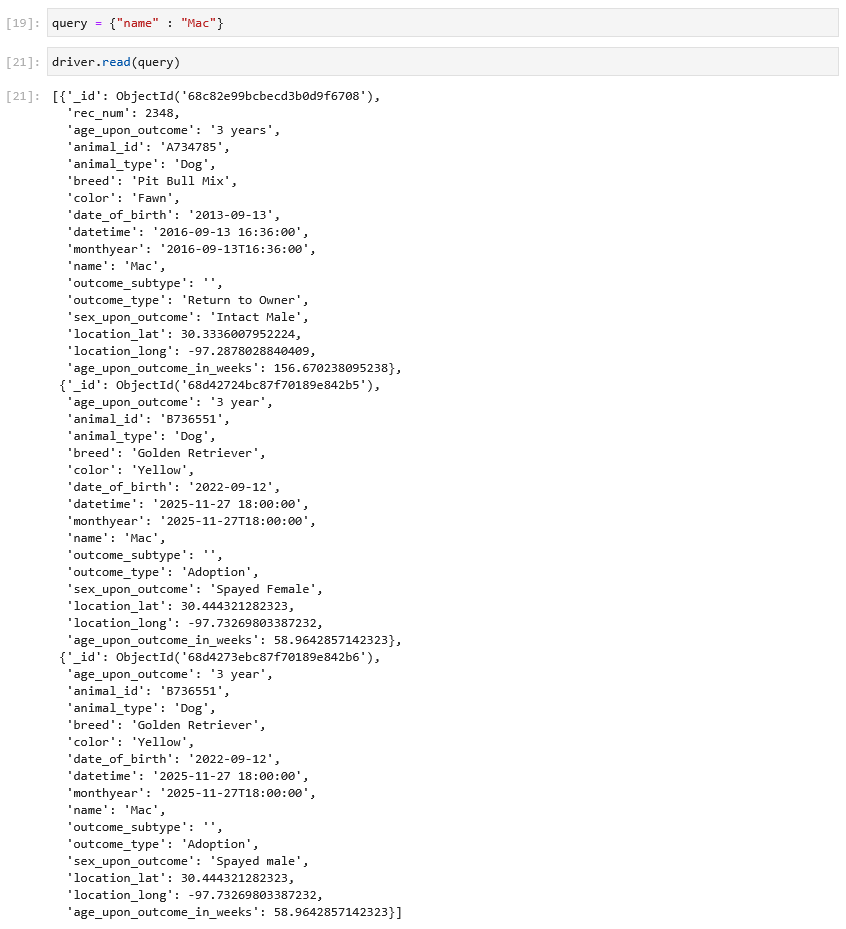 [19]: query = {"name" : "Mac"}
[21]: driver.read(query)
[21]: [{'_id': ObjectId('68c82e99bcbecd3b0d9f6708'),
'rec_num': 2348,
'age_upon_outcome': '3 years',
'animal_id': 'A734785',
'animal_type': 'Dog',
'breed': 'Pit Bull Mix',
'color': 'Fawn',
'date_of_birth': '2013-09-13',
'datetime': '2016-09-13 16:36:00',
'monthyear': '2016-09-13T16:36:00',
'name': 'Mac',
'outcome_subtype': '',
'outcome_type': 'Return to Owner',
'sex_upon_outcome': 'Intact Male',
'location_lat': 30.3336007952224,
'location_long': -97.2878028840409,
'age_upon_outcome_in_weeks': 156.670238095238},
{'_id': ObjectId('68d42724bc87f70189e842b5'),
'age_upon_outcome': '3 year',
'animal_id': 'B736551',
'animal_type': 'Dog',
'breed': 'Golden Retriever',
'color': 'Yellow',
'date_of_birth': '2022-09-12',
'datetime': '2025-11-27 18:00:00',
'monthyear': '2025-11-27T18:00:00',
'name': 'Mac',
'outcome_subtype': '',
'outcome_type': 'Adoption',
'sex_upon_outcome': 'Spayed Female',
'location_lat': 30.444321282323,
'location_long': -97.73269803387232,
'age_upon_outcome_in_weeks': 58.9642857142323},
{'_id': ObjectId('68d4273ebc87f70189e842b6'),
'age_upon_outcome': '3 year',
'animal_id': 'B736551',
'animal_type': 'Dog',
'breed': 'Golden Retriever',
'color': 'Yellow',
'date_of_birth': '2022-09-12',
'datetime': '2025-11-27 18:00:00',
'monthyear': '2025-11-27T18:00:00',
'name': 'Mac',
'outcome_subtype': '',
'outcome_type': 'Adoption',
'sex_upon_outcome': 'Spayed male',
'location_lat': 30.444321282323,
'location_long': -97.73269803387232,
'age_upon_outcome_in_weeks': 58.9642857142323}]